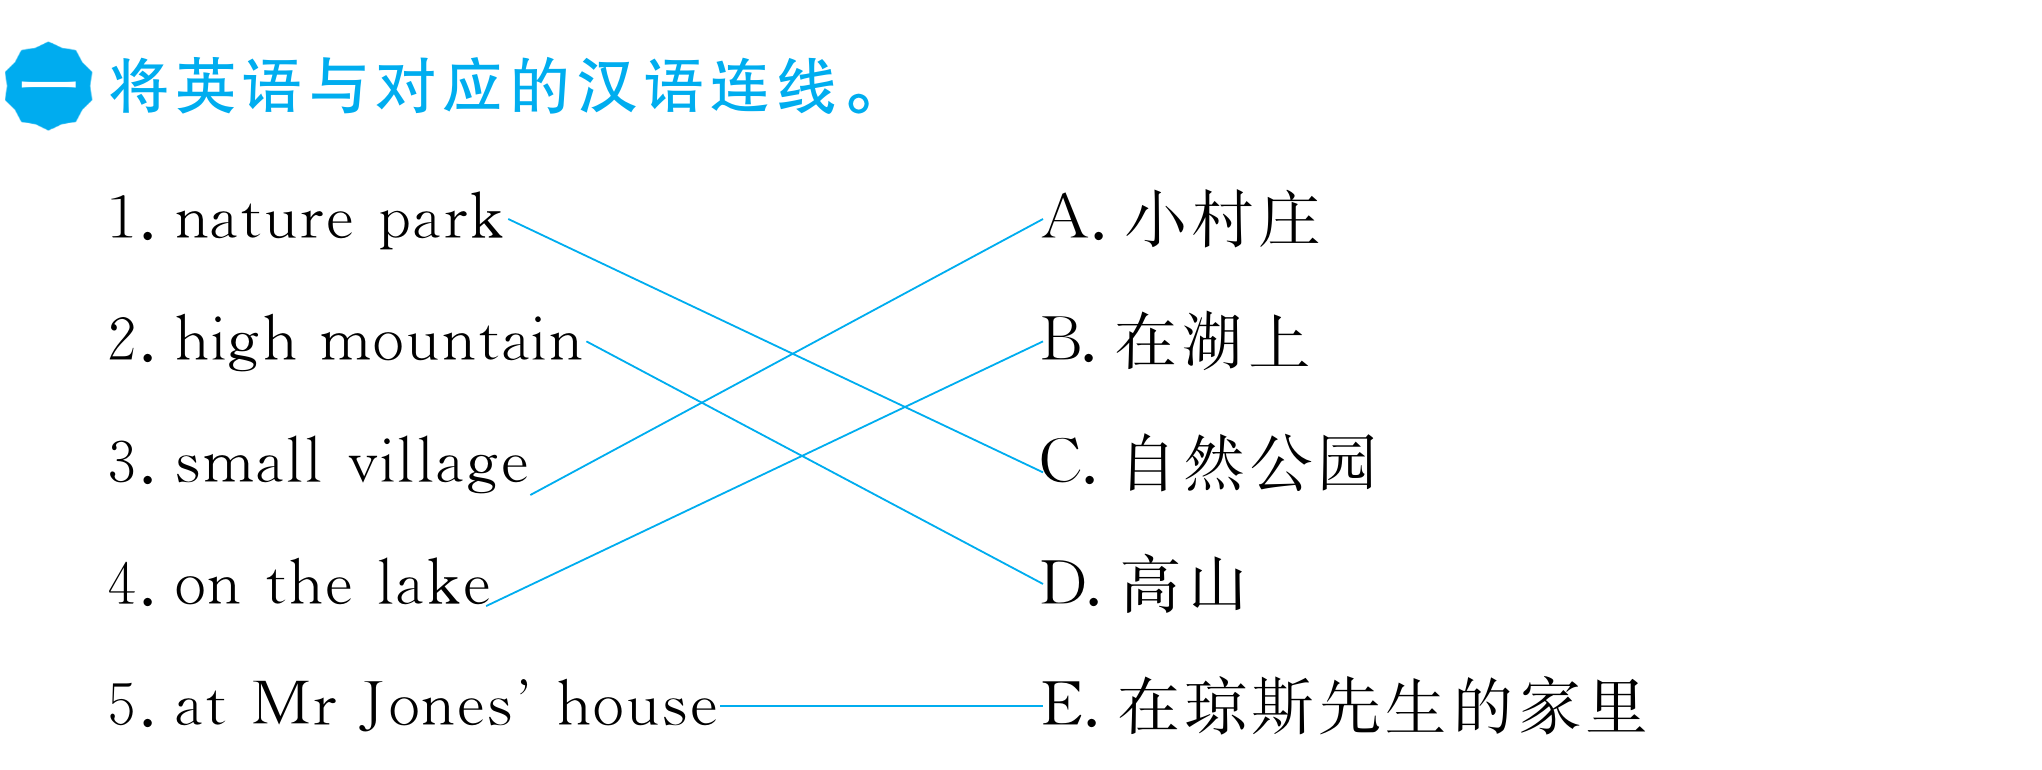 一 将英语与对应的汉语连线。
1. nature park A. 小村庄
2. high mountain B. 在湖上
3. small village C. 自然公园
4. on the lake D. 高山
5. at Mr Jones’ house E. 在琼斯先生的家里